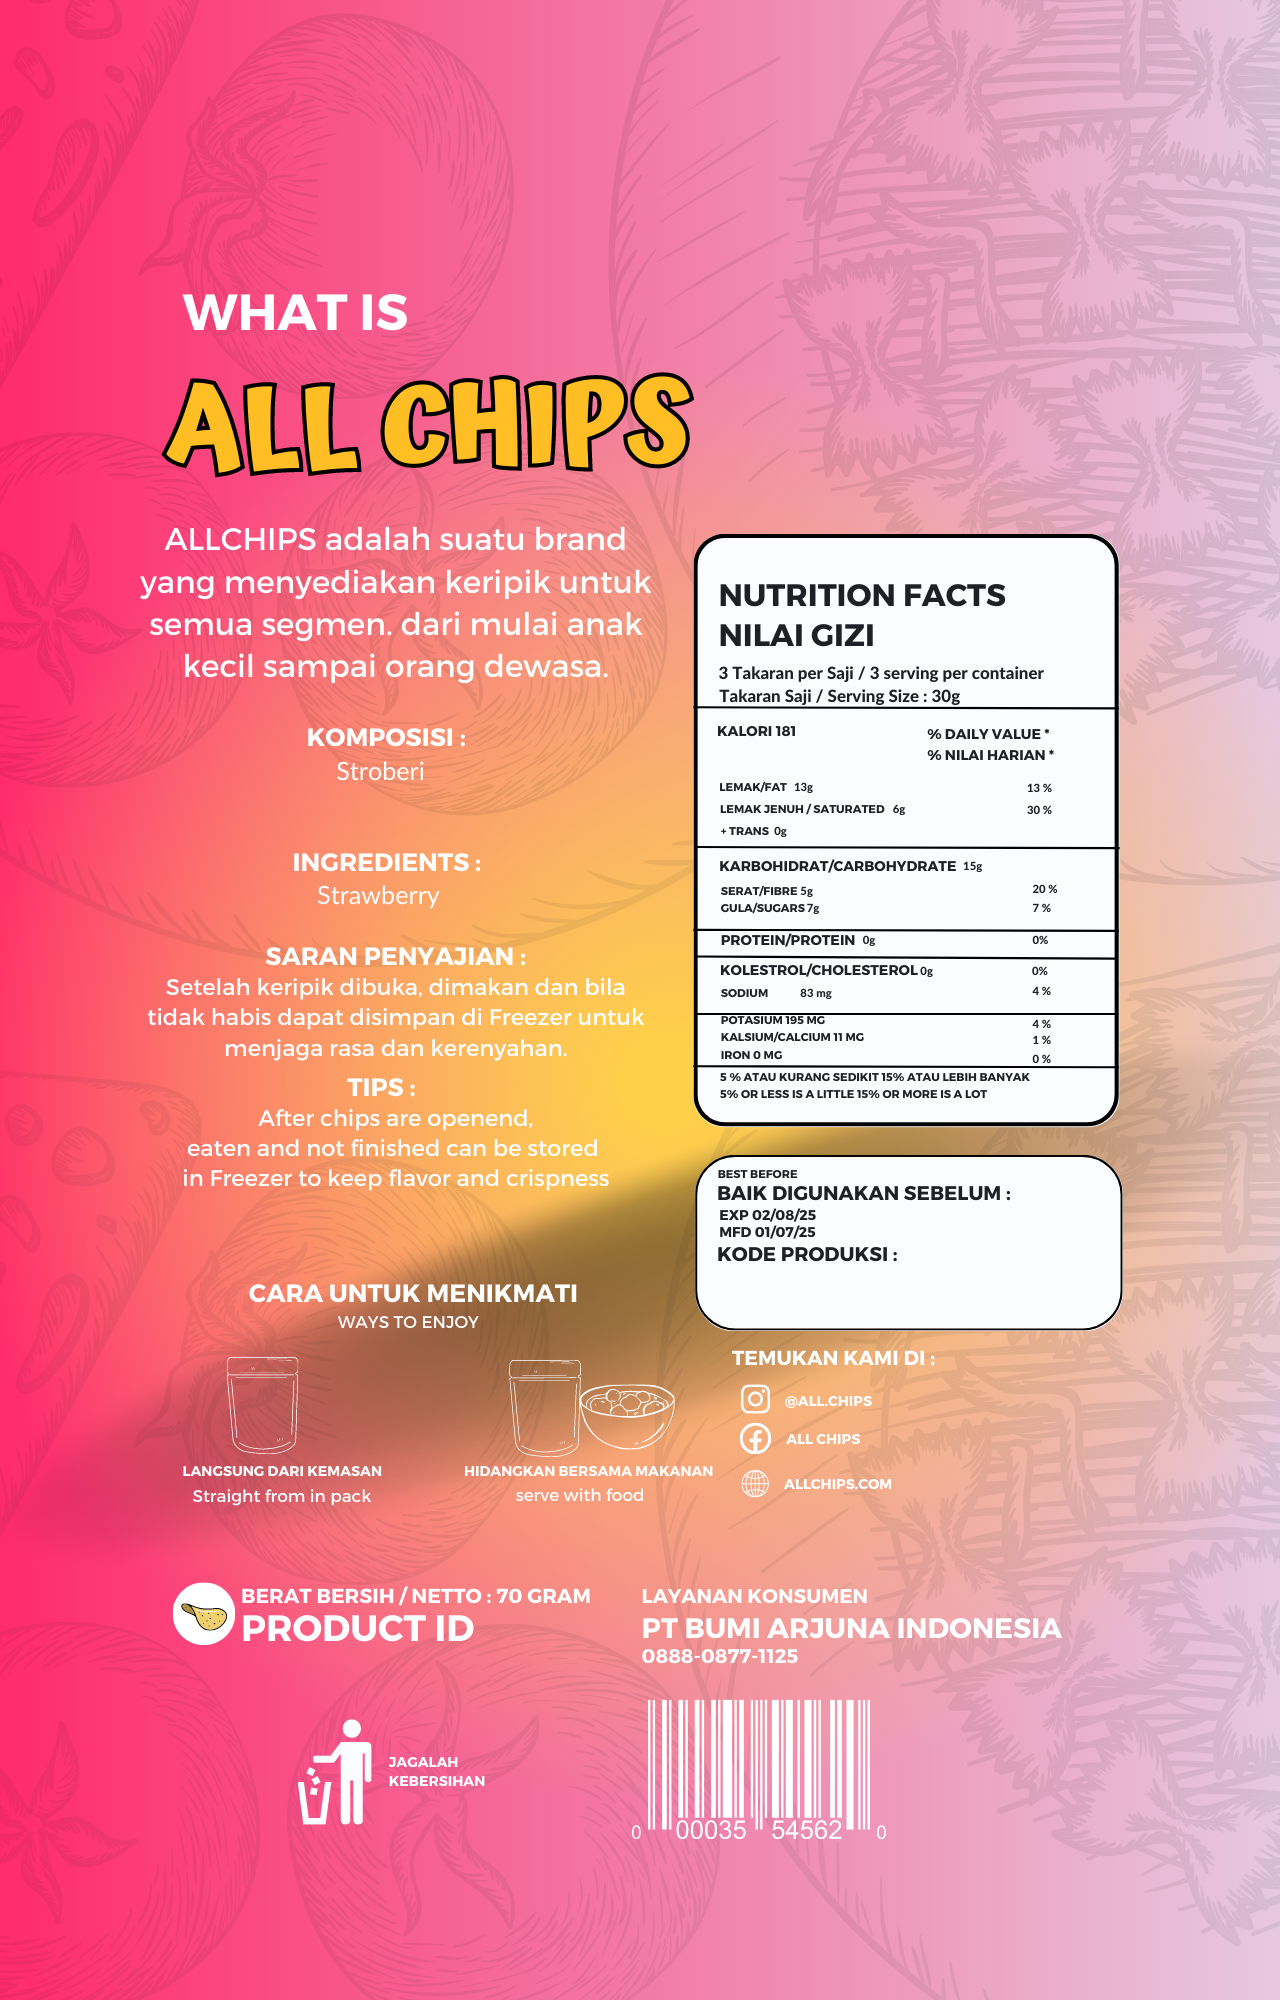 WHAT IS
ALL CHIPS
ALLCHIPS adalah suatu brand
yang menyediakan keripik untuk
semua segmen. dari mulai anak
kecil sampai orang dewasa.
KOMPOSISI :
Stroberi
INGREDIENTS :
Strawberry
SARAN PENYAJIAN :
Setelah keripik dibuka, dimakan dan bila
tidak habis dapat disimpan di Freezer untuk
menjaga rasa dan kerenyahan.
TIPS :
After chips are openend,
eaten and not finished can be stored
in Freezer to keep flavor and crispness
NUTRITION FACTS
NILAI GIZI
3 Takaran per Saji / 3 serving per container
Takaran Saji / Serving Size : 30g
KALORI 181
% DAILY VALUE *
% NILAI HARIAN *
LEMAK/FAT 13g 13 %
LEMAK JENUH / SATURATED 6g 30 %
+ TRANS 0g
KARBOHIDRAT/CARBOHYDRATE 15g
SERAT/FIBRE 5g 20 %
GULA/SUGARS 7g 7 %
PROTEIN/PROTEIN 0g 0%
KOLESTROL/CHOLESTEROL 0g 0%
SODIUM 83 mg 4 %
POTASIUM 195 MG 4 %
KALSIUM/CALCIUM 11 MG 1 %
IRON 0 MG 0 %
5 % ATAU KURANG SEDIKIT 15% ATAU LEBIH BANYAK
5% OR LESS IS A LITTLE 15% OR MORE IS A LOT
BEST BEFORE
BAIK DIGUNAKAN SEBELUM :
EXP 02/08/25
MFD 01/07/25
KODE PRODUKSI :
CARA UNTUK MENIKMATI
WAYS TO ENJOY
LANGSUNG DARI KEMASAN
Straight from in pack
HIDANGKAN BERSAMA MAKANAN
serve with food
TEMUKAN KAMI DI :
@ALL.CHIPS
ALL CHIPS
ALLCHIPS.COM
BERAT BERSIH / NETTO : 70 GRAM
PRODUCT ID
LAYANAN KONSUMEN
PT BUMI ARJUNA INDONESIA
0888-0877-1125
JAGALAH
KEBERSIHAN
0 00035 54562 0